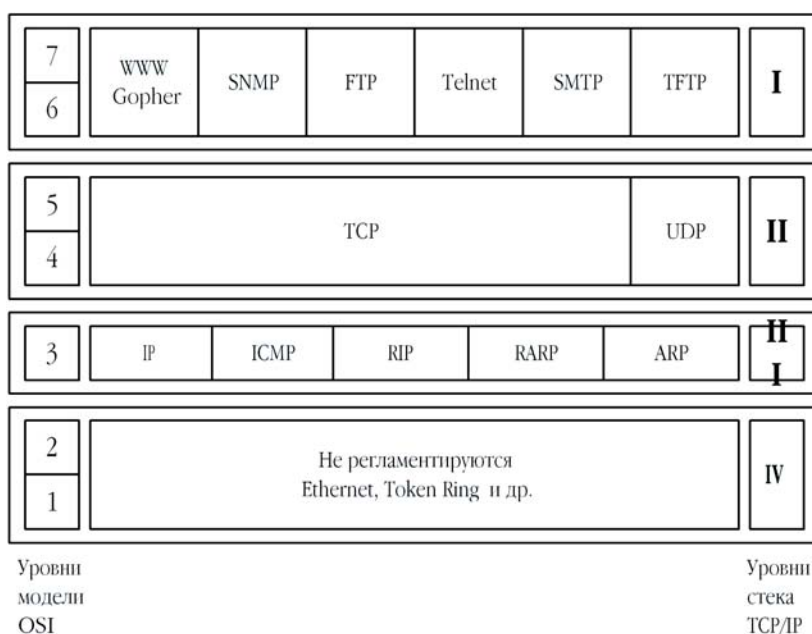 7
6
WWW
Gopher
SNMP
FTP
Telnet
SMTP
TFTP
I
5
4
TCP
UDP
II
3
IP
ICMP
RIP
RARP
ARP
II
I
2
1
Не регламентируются
Ethernet, Token Ring и др.
IV
Уровни
модели
OSI
Уровни
стека
TCP/IP